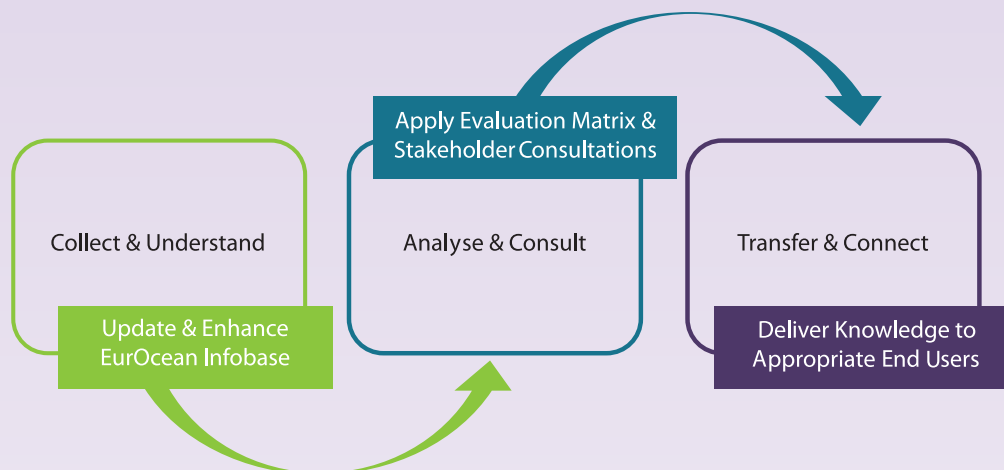 Collect & Understand
Update & Enhance
EurOcean Infobase
Apply Evaluation Matrix &
Stakeholder Consultations
Analyse & Consult
Transfer & Connect
Deliver Knowledge to
Appropriate End Users